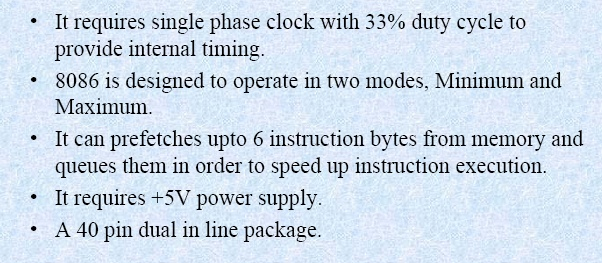 • It requires single phase clock with 33% duty cycle to
provide internal timing.
• 8086 is designed to operate in two modes, Minimum and
Maximum.
• It can prefetches upto 6 instruction bytes from memory and
queues them in order to speed up instruction execution.
• It requires +5V power supply.
• A 40 pin dual in line package.